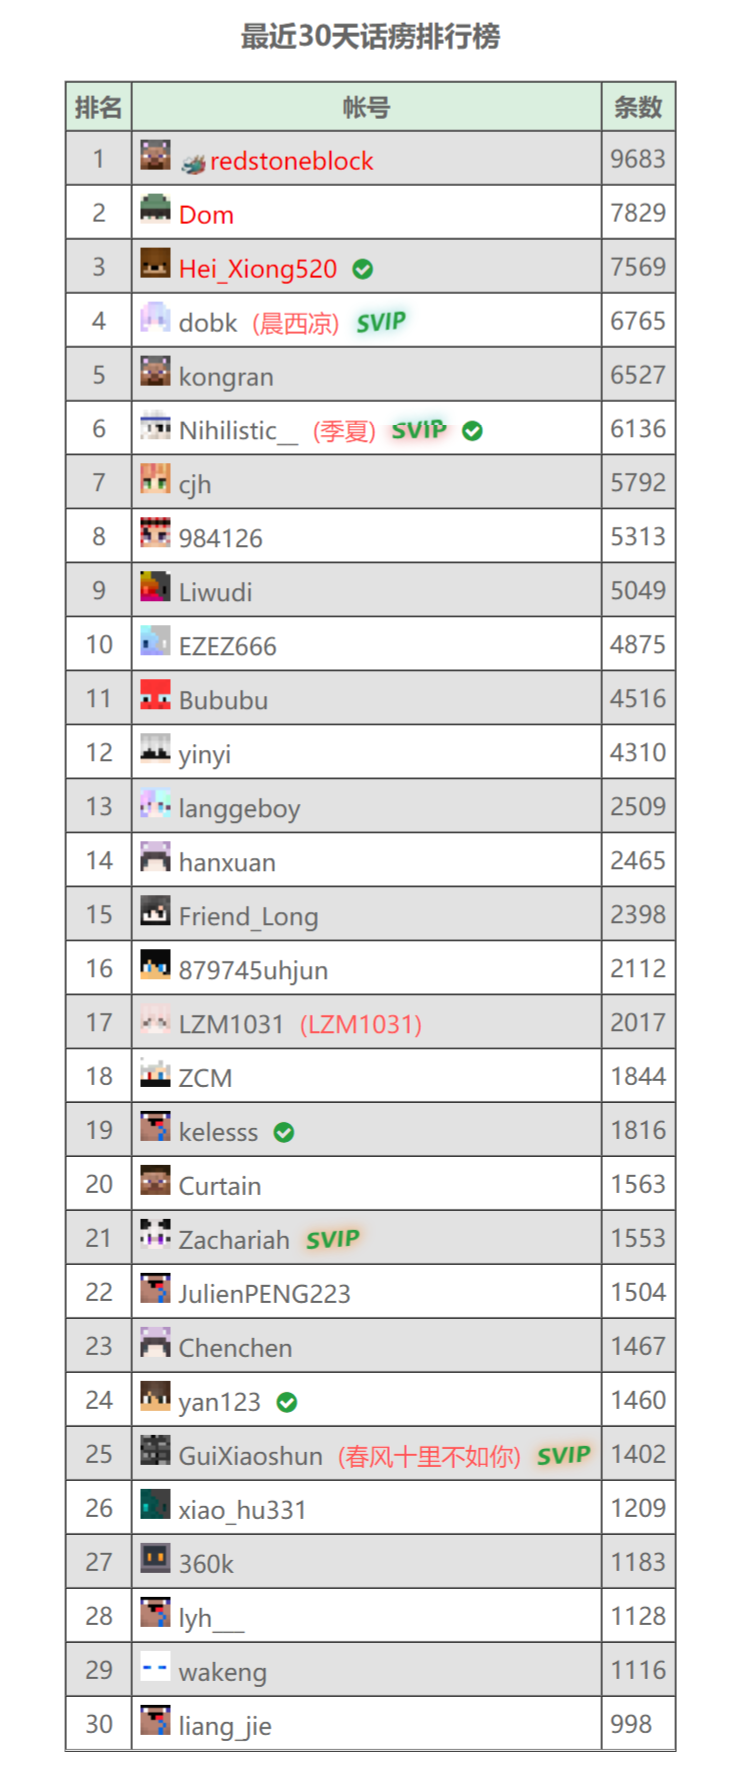 最近30天话痨排行榜
排名 帐号 条数
1 redstoneblock 9683
2 Dom 7829
3 Hei_Xiong520 7569
4 dobk (晨西凉) SVIP 6765
5 kongran 6527
6 Nihilistic__ (季夏) SVIP 6136
7 cjh 5792
8 984126 5313
9 Liwudi 5049
10 EZEZ666 4875
11 Bububu 4516
12 yinyi 4310
13 langgeboy 2509
14 hanxuan 2465
15 Friend_Long 2398
16 879745uhjun 2112
17 LZM1031 (LZM1031) 2017
18 ZCM 1844
19 kelesss 1816
20 Curtain 1563
21 Zachariah SVIP 1553
22 JulienPENG223 1504
23 Chenchen 1467
24 yan123 1460
25 GuiXiaoshun (春风十里不如你) SVIP 1402
26 xiao_hu331 1209
27 360k 1183
28 lyh___ 1128
29 wakeng 1116
30 liang_jie 998